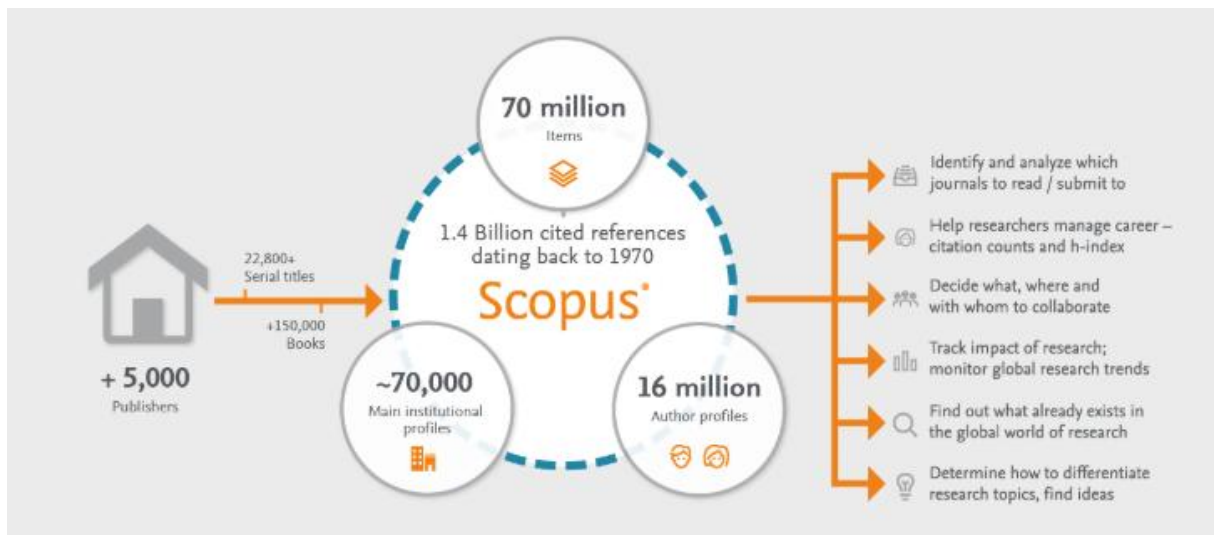 70 million
Items
1.4 Billion cited references
dating back to 1970
Scopus®
22,800+
Serial titles
+150,000
Books
+ 5,000
Publishers
~70,000
Main institutional
profiles
16 million
Author profiles
Identify and analyze which
journals to read / submit to
Help researchers manage career –
citation counts and h-index
Decide what, where and
with whom to collaborate
Track impact of research;
monitor global research trends
Find out what already exists in
the global world of research
Determine how to differentiate
research topics, find ideas